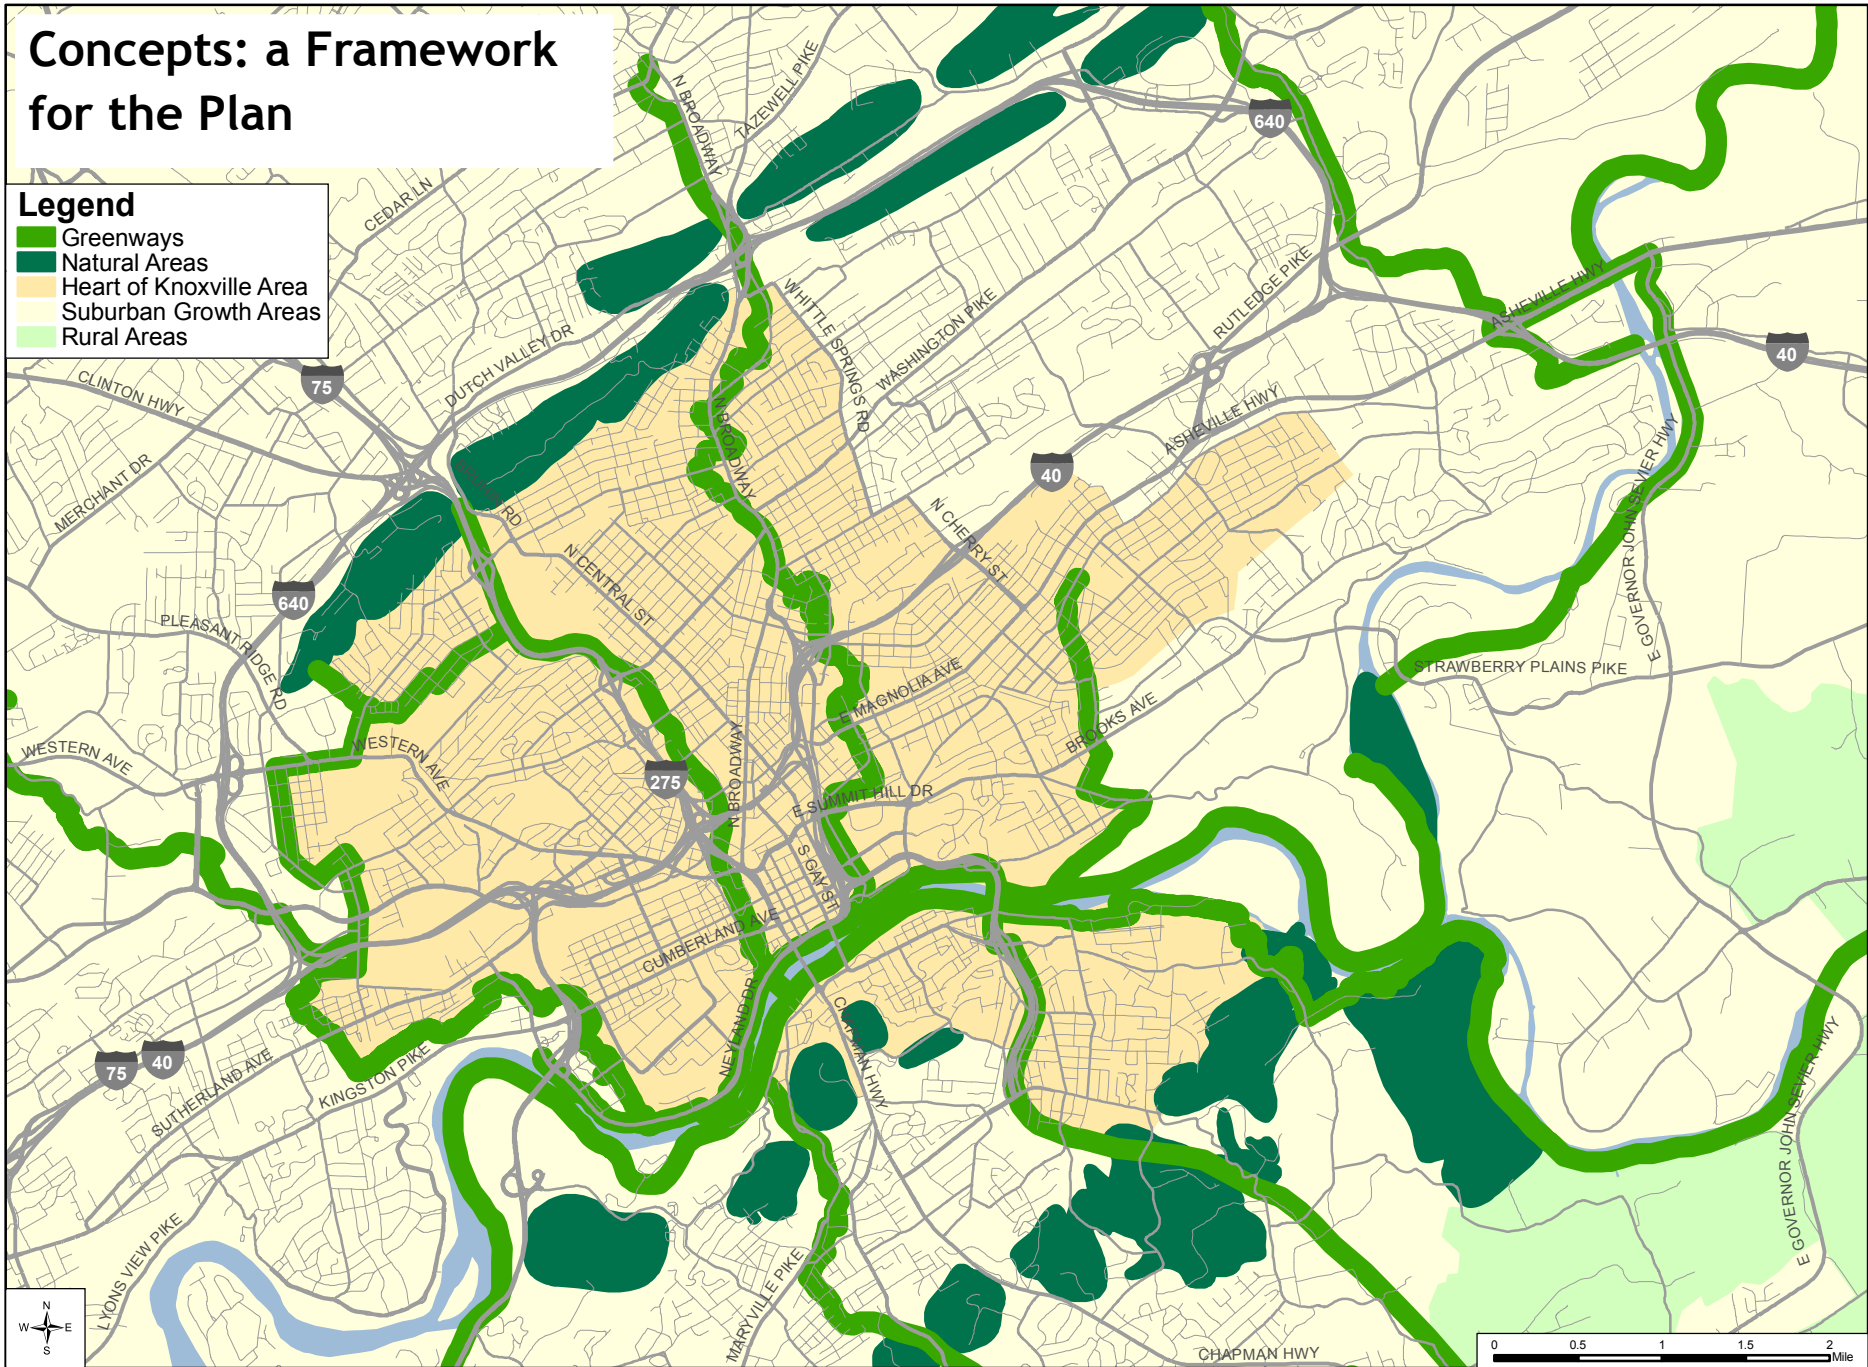 Concepts: a Framework
for the Plan
Legend
Greenways
Natural Areas
Heart of Knoxville Area
Suburban Growth Areas
Rural Areas
N BROADWAY
TAZEWELL PIKE
640
CEDAR LN
WHITTLE SPRINGS RD
WASHINGTON PIKE
RUTLEDGE PIKE
ASHEVILLE HWY
40
75
CLINTON HWY
DUTCH VALLEY DR
N BROADWAY
ASHEVILLE HWY
E GOVERNOR JOHN SEVIER HWY
MERCHANT DR
40
N CHERRY ST
N CENTRAL ST
640
PLEASANT RIDGE RD
STRAWBERRY PLAINS PIKE
E MAGNOLIA AVE
BROOKS AVE
WESTERN AVE
WESTERN AVE
275
N BROADWAY
E SUMMIT HILL DR
S GAY ST
CUMBERLAND AVE
NEYLAND DR
CHAPMAN HWY
75
40
SUTHERLAND AVE
KINGSTON PIKE
E GOVERNOR JOHN SEVIER HWY
LYONS VIEW PIKE
MARYVILLE PIKE
CHAPMAN HWY
N
W
E
S
0
0.5
1
1.5
2
Mile